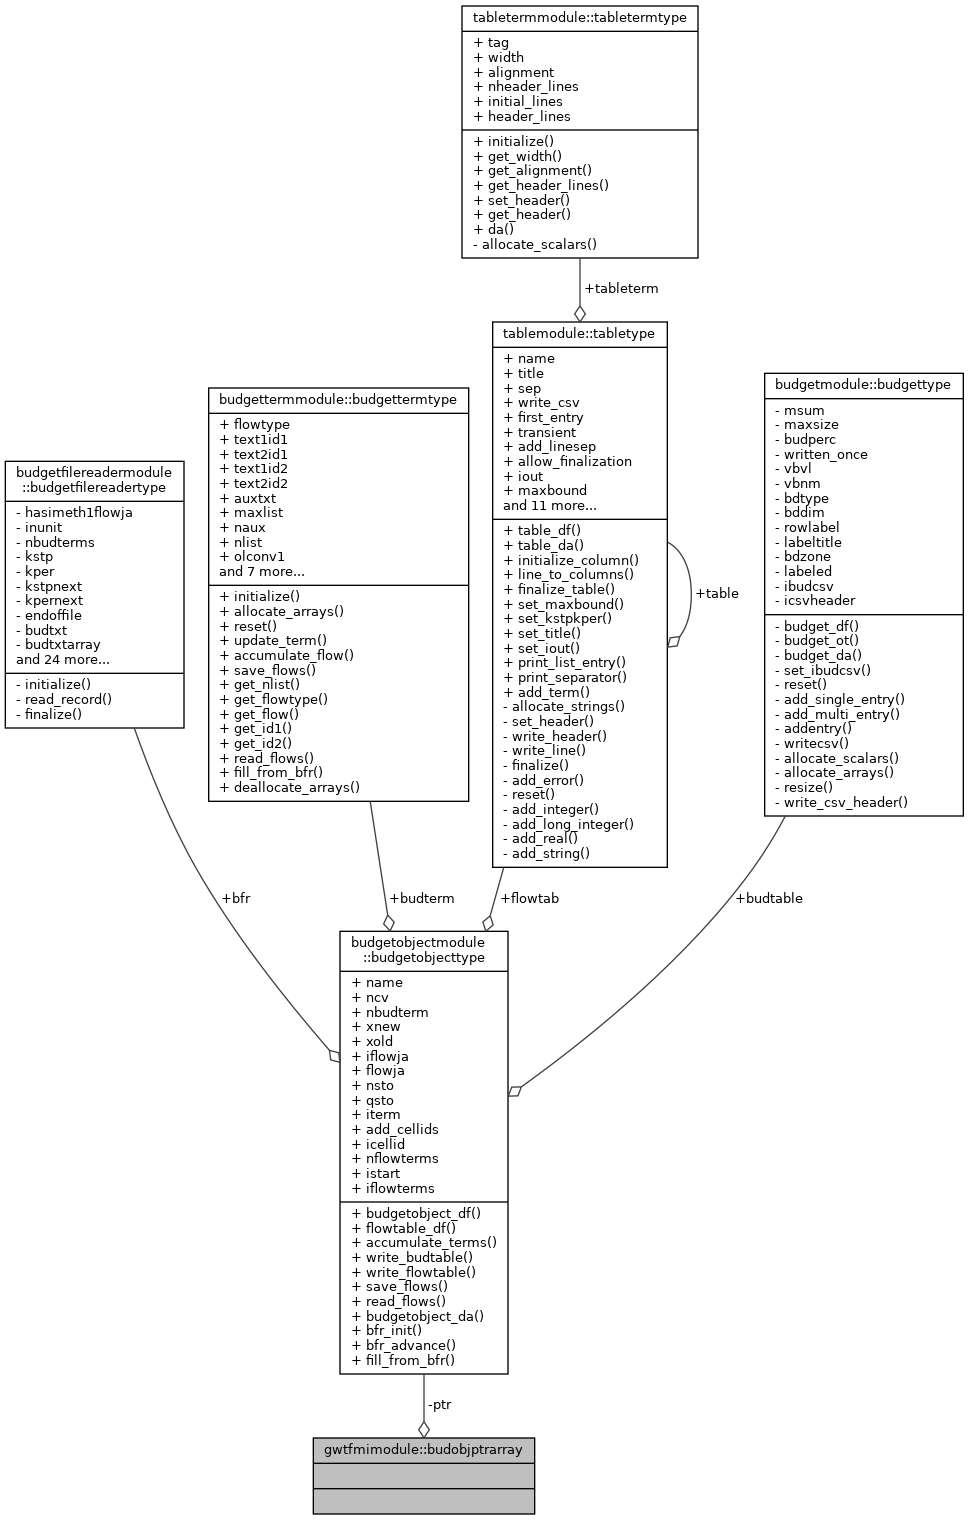 tabletermmodule::tabletermtype
+ tag
+ width
+ alignment
+ nheader_lines
+ initial_lines
+ header_lines
+ initialize()
+ get_width()
+ get_alignment()
+ get_header_lines()
+ set_header()
+ get_header()
+ da()
- allocate_scalars()
+tableterm
tablemodule::tabletype
+ name
+ title
+ sep
+ write_csv
+ first_entry
+ transient
+ add_linesep
+ allow_finalization
+ iout
+ maxbound
and 11 more...
+ table_df()
+ table_da()
+ initialize_column()
+ line_to_columns()
+ finalize_table()
+ set_maxbound()
+ set_kstpkper()
+ set_title()
+ set_iout()
+ print_list_entry()
+ print_separator()
+ add_term()
- allocate_strings()
- set_header()
- write_header()
- write_line()
- finalize()
- add_error()
- reset()
- add_integer()
- add_long_integer()
- add_real()
- add_string()
+table
budgetmodule::budgettype
- msum
- maxsize
- budperc
- written_once
- vbvl
- vbnm
- bdtype
- bddim
- rowlabel
- labeltitle
- bdzone
- labeled
- ibudcsv
- icsvheader
- budget_df()
- budget_ot()
- budget_da()
- set_ibudcsv()
- reset()
- add_single_entry()
- add_multi_entry()
- addentry()
- writecsv()
- allocate_scalars()
- allocate_arrays()
- resize()
- write_csv_header()
budgettermmodule::budgettermtype
+ flowtype
+ text1id1
+ text2id1
+ text1id2
+ text2id2
+ auxtxt
+ maxlist
+ naux
+ nlist
+ olconv1
and 7 more...
+ initialize()
+ allocate_arrays()
+ reset()
+ update_term()
+ accumulate_flow()
+ save_flows()
+ get_nlist()
+ get_flowtype()
+ get_flow()
+ get_id1()
+ get_id2()
+ read_flows()
+ fill_from_bfr()
+ deallocate_arrays()
budgetfilereadermodule
::budgetfilereadertype
- hasimeth1flowja
- inunit
- nbudterms
- kstp
- kper
- kstpnext
- kpernext
- endoffile
- budtxt
- budtxtarray
and 24 more...
- initialize()
- read_record()
- finalize()
+bfr
+budterm
+flowtab
+budtable
budgetobjectmodule
::budgetobjecttype
+ name
+ ncv
+ nbudterm
+ xnew
+ xold
+ iflowja
+ flowja
+ nsto
+ qsto
+ iterm
+ add_cellids
+ icellid
+ nflowterms
+ istart
+ iflowterms
+ budgetobject_df()
+ flowtable_df()
+ accumulate_terms()
+ write_budtable()
+ write_flowtable()
+ save_flows()
+ read_flows()
+ budgetobject_da()
+ bfr_init()
+ bfr_advance()
+ fill_from_bfr()
-ptr
gwtfmimodule::budobjptrarray